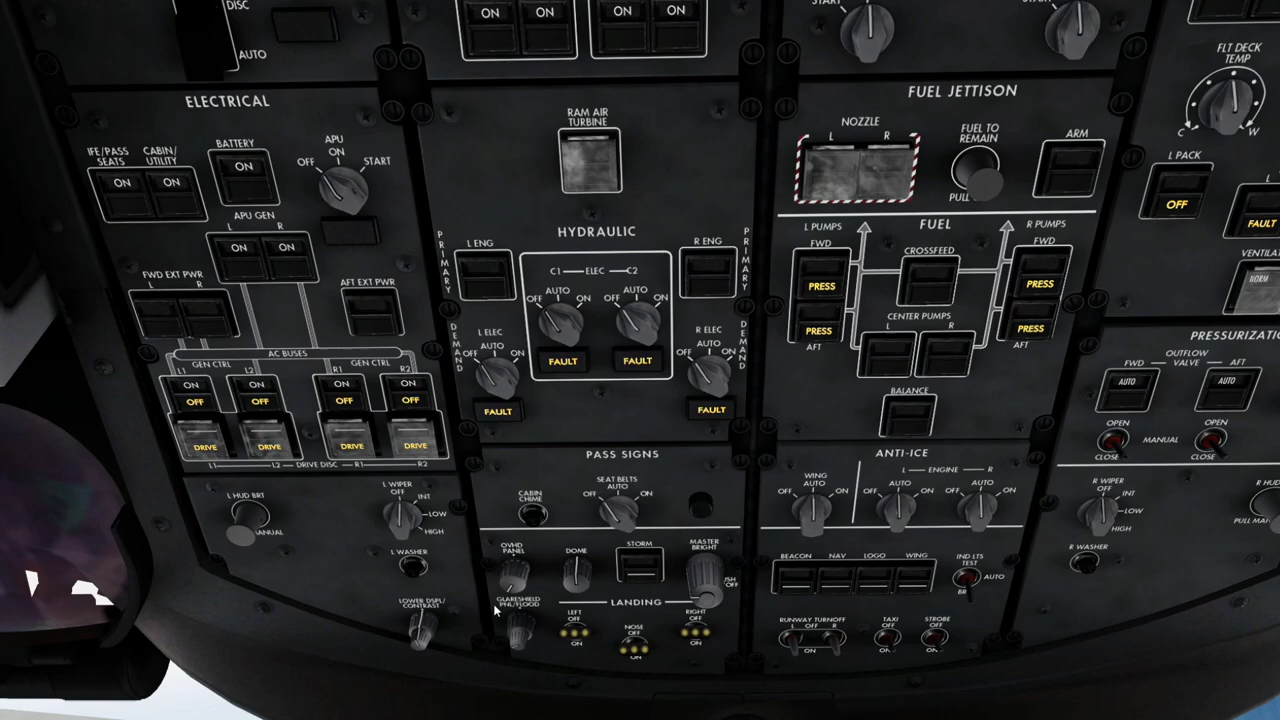 DISC
AUTO
ON
ON
ON
ON
START
FLT DECK
TEMP
C
W
ELECTRICAL
IFE/PASS
SEATS
CABIN/
UTILITY
ON
ON
BATTERY
ON
APU
OFF
ON
START
APU GEN
L
R
ON
ON
FWD EXT PWR
L
R
AFT EXT PWR
AC BUSES
GEN CTRL
GEN CTRL
L1
L2
R1
R2
ON
OFF
ON
OFF
ON
OFF
ON
OFF
DRIVE
DRIVE
DRIVE
DRIVE
L1
L2
DRIVE DISC
R1
R2
RAM AIR
TURBINE
HYDRAULIC
PRIMARY
L ENG
R ENG
PRIMARY
C1
ELEC
C2
OFF
AUTO
ON
OFF
AUTO
ON
FAULT
FAULT
DEMAND
L ELEC
OFF
AUTO
ON
FAULT
R ELEC
OFF
AUTO
ON
FAULT
DEMAND
FUEL JETTISON
NOZZLE
L
R
FUEL TO
REMAIN
PULL
ARM
FUEL
L PUMPS
FWD
PRESS
PRESS
AFT
CROSSFEED
CENTER PUMPS
L
R
BALANCE
R PUMPS
FWD
PRESS
PRESS
AFT
L PACK
OFF
FAULT
NORM
FWD
OUTFLOW
VALVE
AFT
AUTO
AUTO
OPEN
CLOSE
MANUAL
OPEN
CLOSE
L HUD BRT
L WIPER
OFF
INT
LOW
HIGH
L WASHER
LOWER DSPL/
CONTRAST
PASS SIGNS
CABIN
CHIME
SEAT BELTS
OFF
AUTO
ON
OVHD
PANEL
DOME
STORM
MASTER
BRIGHT
GLARESHIELD
PNL/FLOOD
LANDING
LEFT
OFF
ON
NOSE
OFF
ON
RIGHT
OFF
ON
ANTI-ICE
WING
OFF
AUTO
ON
L
ENGINE
R
OFF
AUTO
ON
OFF
AUTO
ON
BEACON
NAV
LOGO
WING
IND LTS
TEST
AUTO
RUNWAY TURNOFF
L
OFF
R
ON
TAXI
OFF
ON
STROBE
OFF
ON
R WIPER
OFF
INT
LOW
HIGH
R WASHER